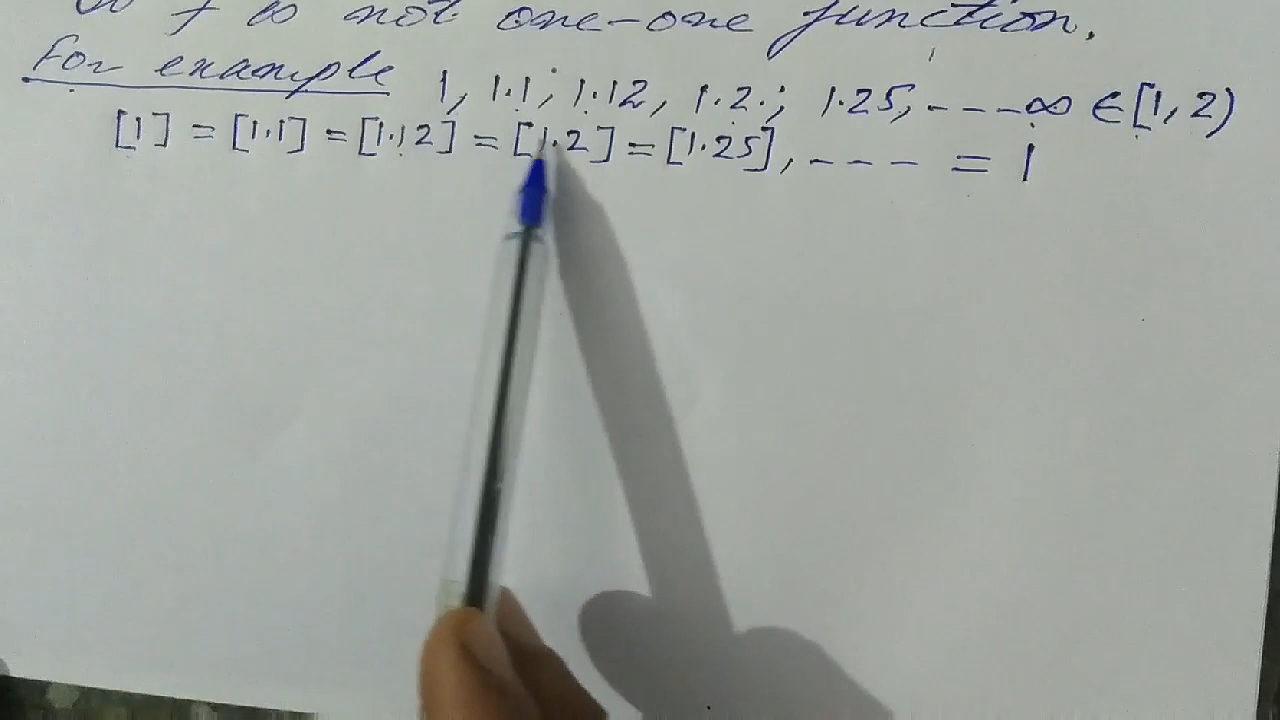 f is not one-one function.
For example 1, 1.1, 1.12, 1.2, 1.25, ----∞ ∈ [1, 2)
[1] = [1.1] = [1.12] = [1.2] = [1.25], ---- = 1